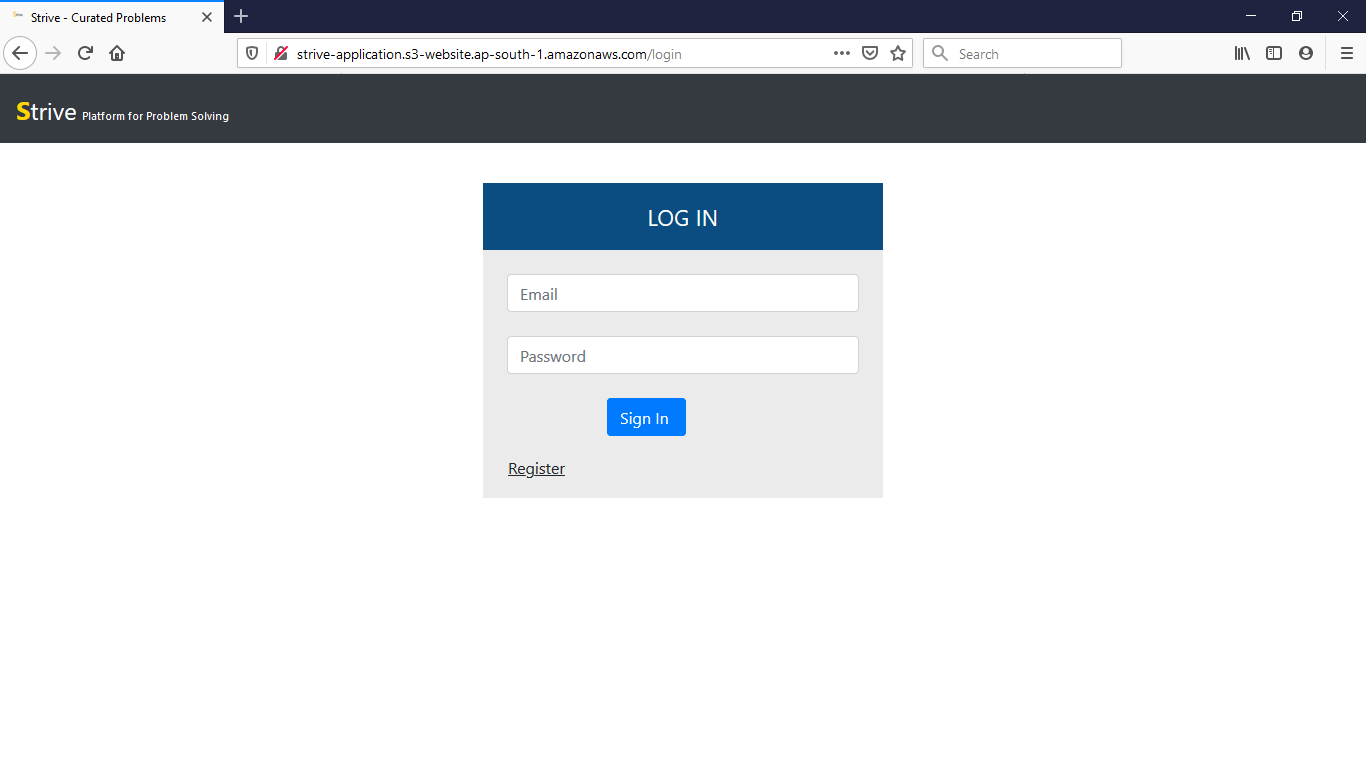 Strive - Curated Problems
strive-application.s3-website.ap-south-1.amazonaws.com/login
Search
Strive Platform for Problem Solving
LOG IN
Email
Password
Sign In
Register